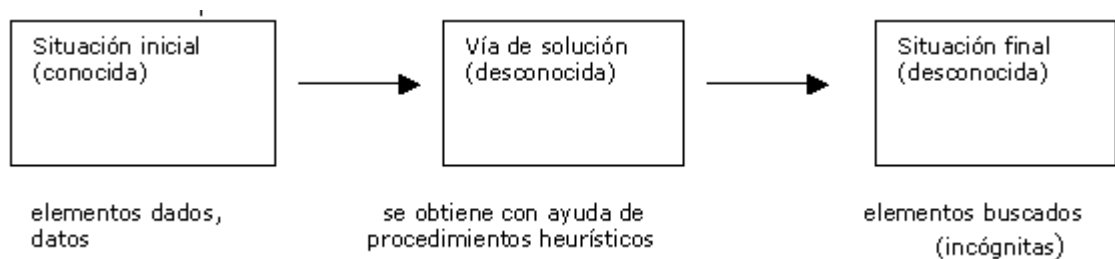 Situación inicial
(conocida)
Vía de solución
(desconocida)
Situación final
(desconocida)
elementos dados,
datos
se obtiene con ayuda de
procedimientos heurísticos
elementos buscados
(incógnitas)